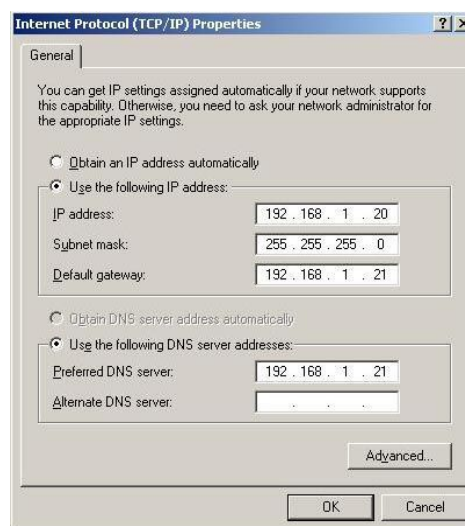 Internet Protocol (TCP/IP) Properties
General
You can get IP settings assigned automatically if your network supports
this capability. Otherwise, you need to ask your network administrator for
the appropriate IP settings.
Obtain an IP address automatically
Use the following IP address:
IP address: 192 . 168 . 1 . 20
Subnet mask: 255 . 255 . 255 . 0
Default gateway: 192 . 168 . 1 . 21
Obtain DNS server address automatically
Use the following DNS server addresses:
Preferred DNS server: 192 . 168 . 1 . 21
Alternate DNS server: . . .
Advanced...
OK Cancel